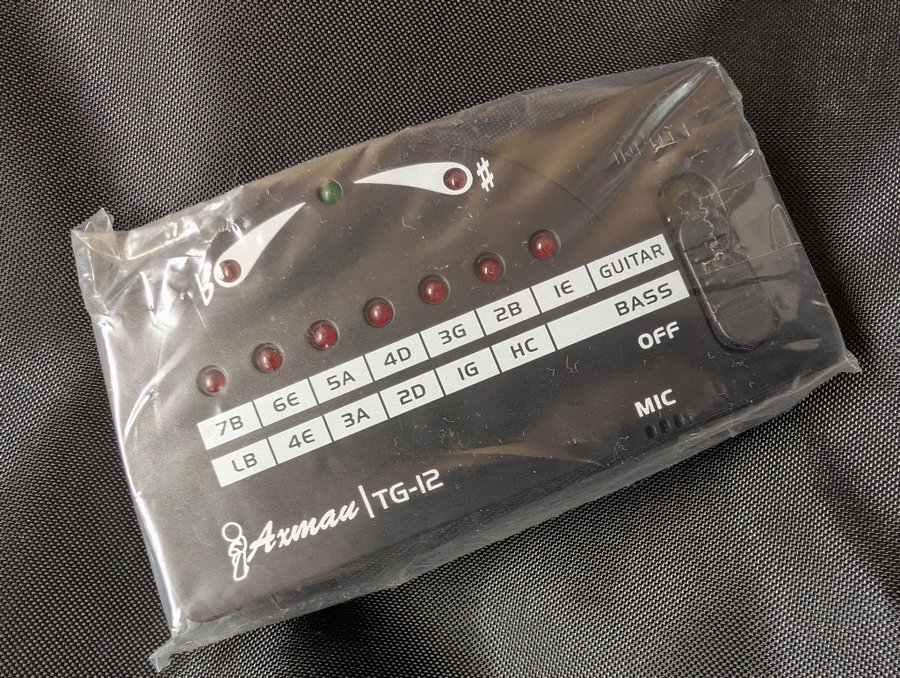 b #
7B 6E 5A 4D 3G 2B 1E GUITAR
LB 4E 3A 2D 1G HC BASS
OFF
MIC
Axman|TG-12